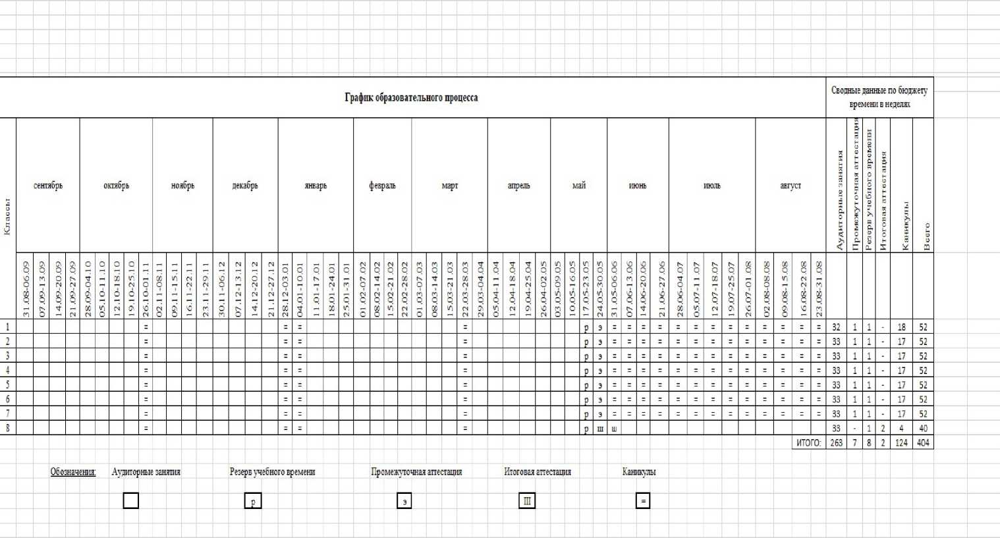 График образовательного процесса
Сводные данные по бюджету
времени в неделях
Классы
сентябрь октябрь ноябрь декабрь январь февраль март апрель май июнь июль август
Аудиторные занятия
Промежуточная аттестация
Резерв учебного времени
Итоговая аттестация
Каникулы
Всего
31.08-06.09 07.09-13.09 14.09-20.09 21.09-27.09 28.09-04.10 05.10-11.10 12.10-18.10 19.10-25.10 26.10-01.11 02.11-08.11 09.11-15.11 16.11-22.11 23.11-29.11 30.11-06.12 07.12-13.12 14.12-20.12 21.12-27.12 28.12-03.01 04.01-10.01 11.01-17.01 18.01-24.01 25.01-31.01 01.02-07.02 08.02-14.02 15.02-21.02 22.02-28.02 01.03-07.03 08.03-14.03 15.03-21.03 22.03-28.03 29.03-04.04 05.04-11.04 12.04-18.04 19.04-25.04 26.04-02.05 03.05-09.05 10.05-16.05 17.05-23.05 24.05-30.05 31.05-06.06 07.06-13.06 14.06-20.06 21.06-27.06 28.06-04.07 05.07-11.07 12.07-18.07 19.07-25.07 26.07-01.08 02.08-08.08 09.08-15.08 16.08-22.08 23.08-31.08
1 = = = = р э = = = = = = = = = = = = = 32 1 1 - 18 52
2 = = = = р э = = = = = = = = = = = = = 33 1 1 - 17 52
3 = = = = р э = = = = = = = = = = = = = 33 1 1 - 17 52
4 = = = = р э = = = = = = = = = = = = = 33 1 1 - 17 52
5 = = = = р э = = = = = = = = = = = = = 33 1 1 - 17 52
6 = = = = р э = = = = = = = = = = = = = 33 1 1 - 17 52
7 = = = = р э = = = = = = = = = = = = = 33 1 1 - 17 52
8 = = = = р ш ш 33 - 1 2 4 40
ИТОГО: 263 7 8 2 124 404
Обозначения: Аудиторные занятия Резерв учебного времени Промежуточная аттестация Итоговая аттестация Каникулы
р э III =